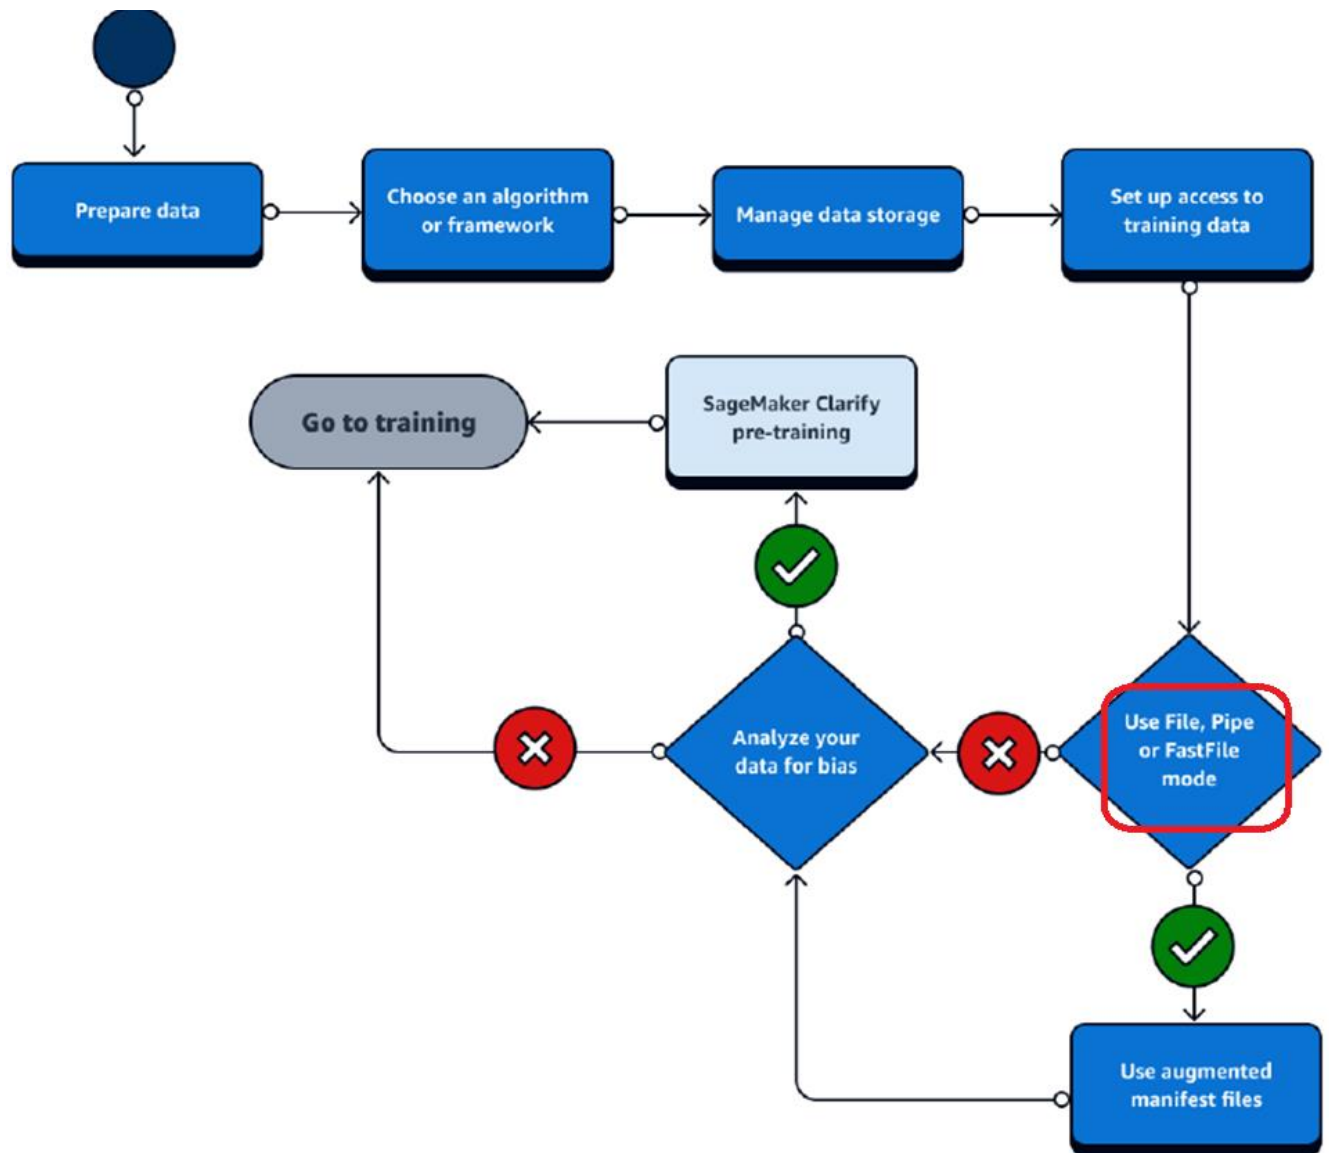 Prepare data
Choose an algorithm
or framework
Manage data storage
Set up access to
training data
Go to training
SageMaker Clarify
pre-training
Analyze your
data for bias
Use File, Pipe
or FastFile
mode
Use augmented
manifest files